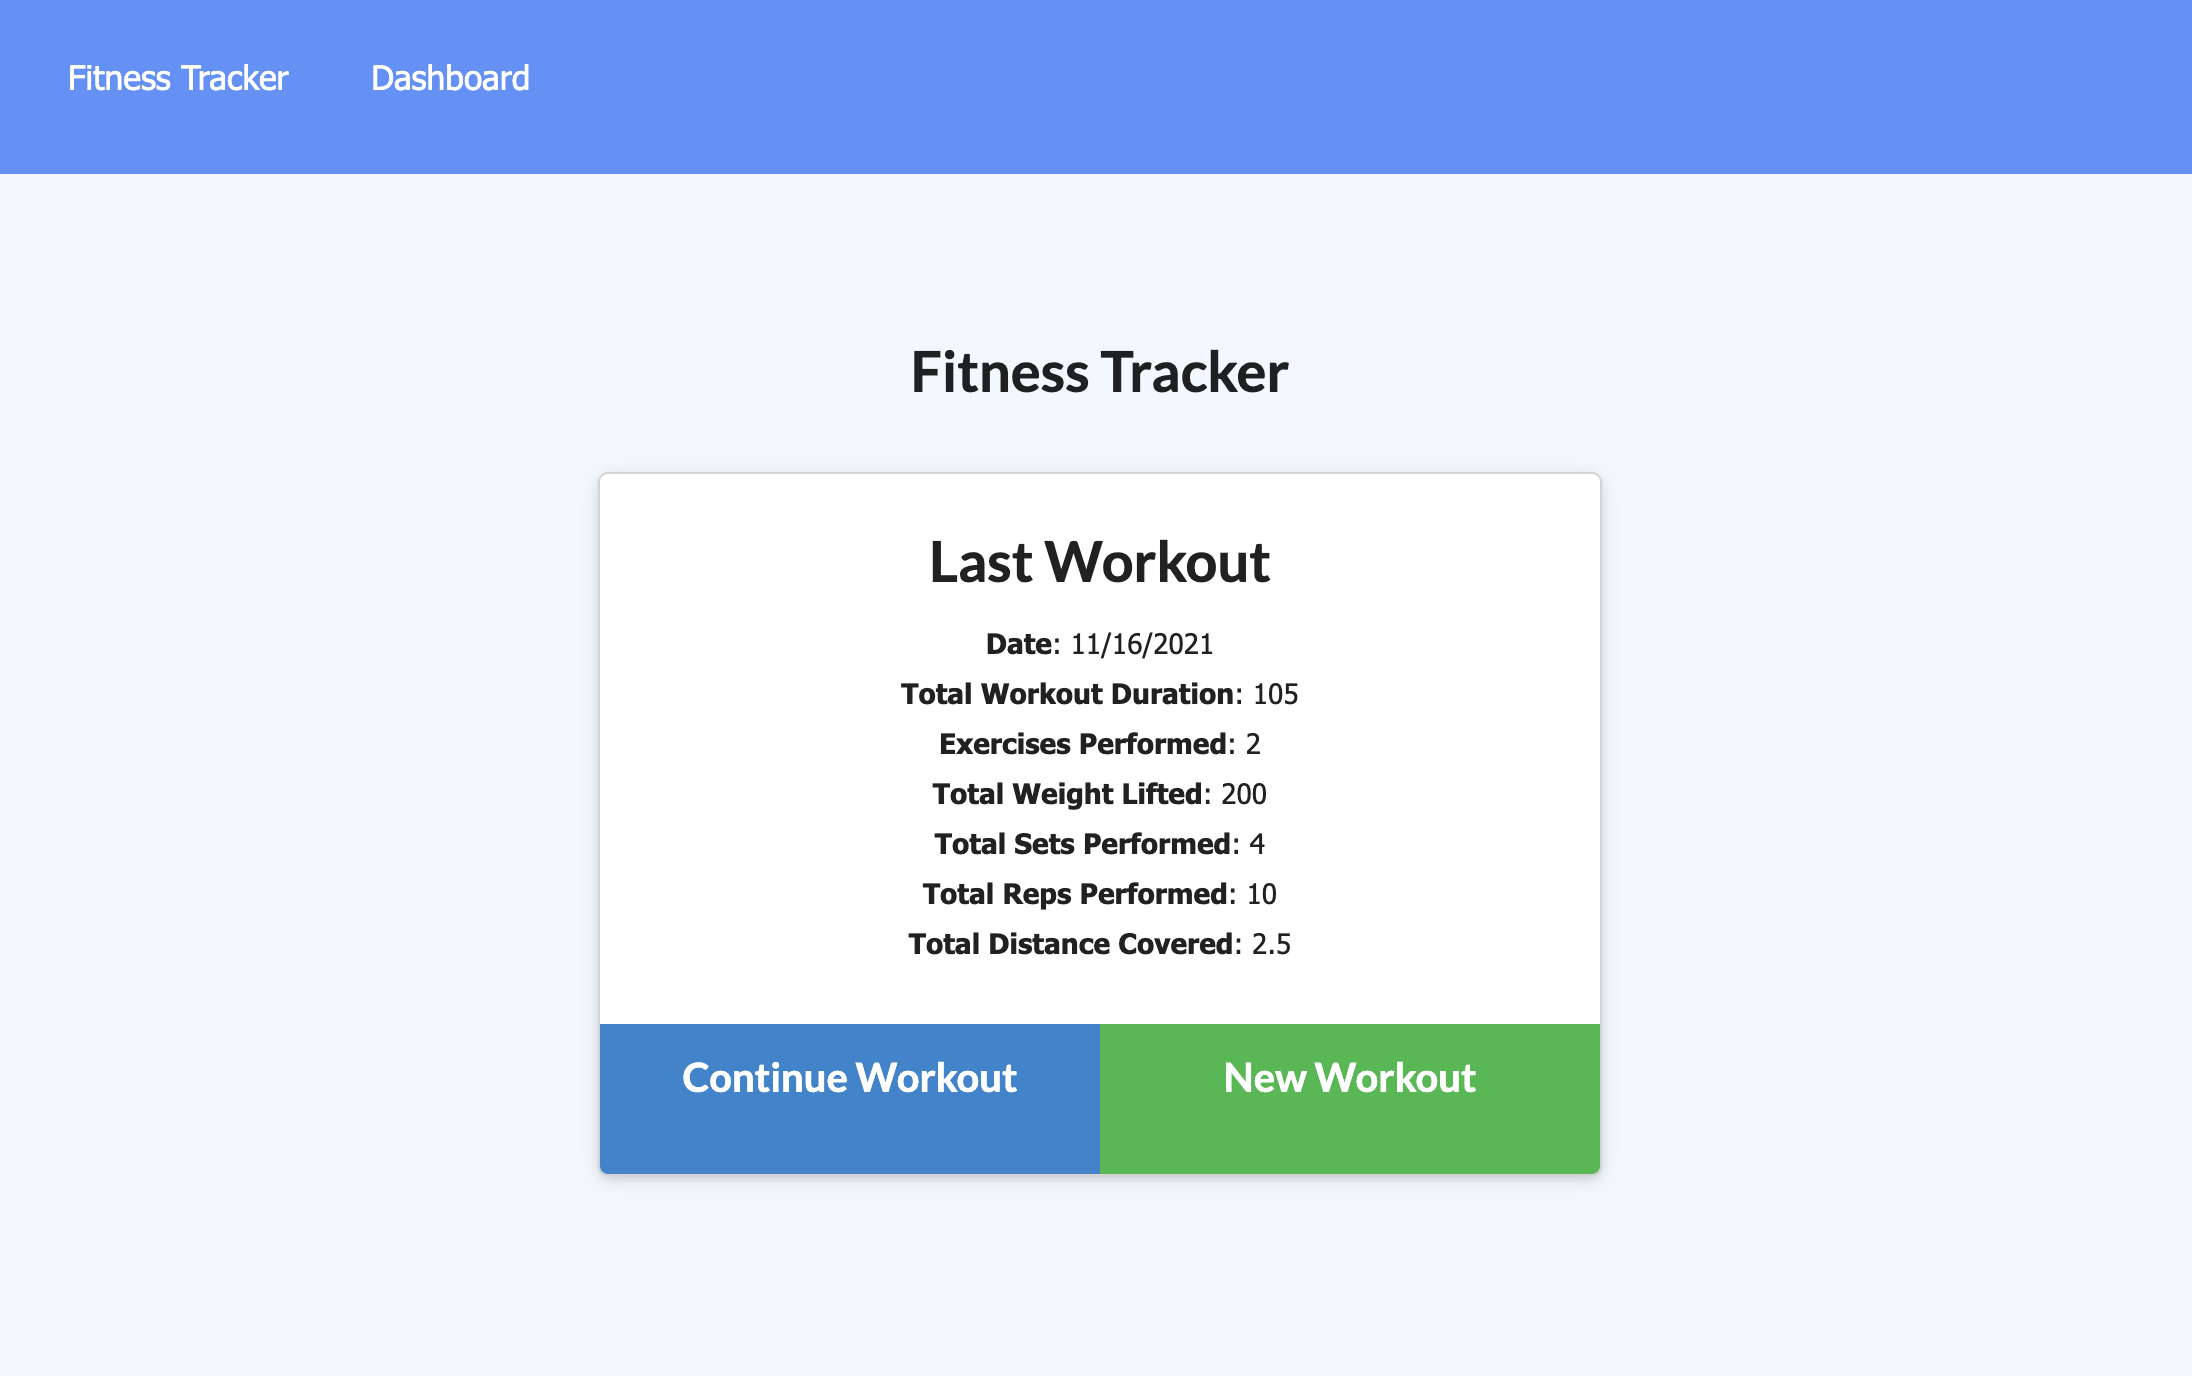 Fitness Tracker Dashboard
Fitness Tracker
Last Workout
Date: 11/16/2021
Total Workout Duration: 105
Exercises Performed: 2
Total Weight Lifted: 200
Total Sets Performed: 4
Total Reps Performed: 10
Total Distance Covered: 2.5
Continue Workout New Workout